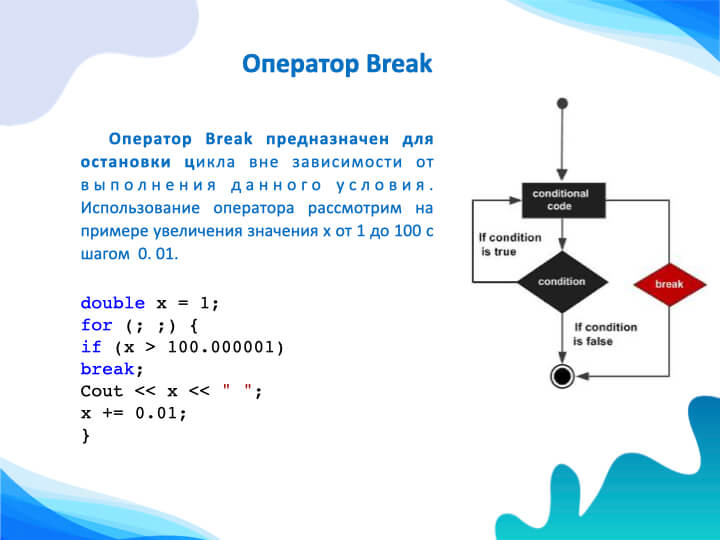 Оператор Break
Оператор Break предназначен для
остановки цикла вне зависимости от
выполнения данного условия.
Использование оператора рассмотрим на
примере увеличения значения x от 1 до 100 с
шагом 0. 01.
double x = 1;
for (; ;) {
if (x > 100.000001)
break;
Cout << x << " ";
x += 0.01;
}
conditional
code
If condition
is true
condition
break
If condition
is false